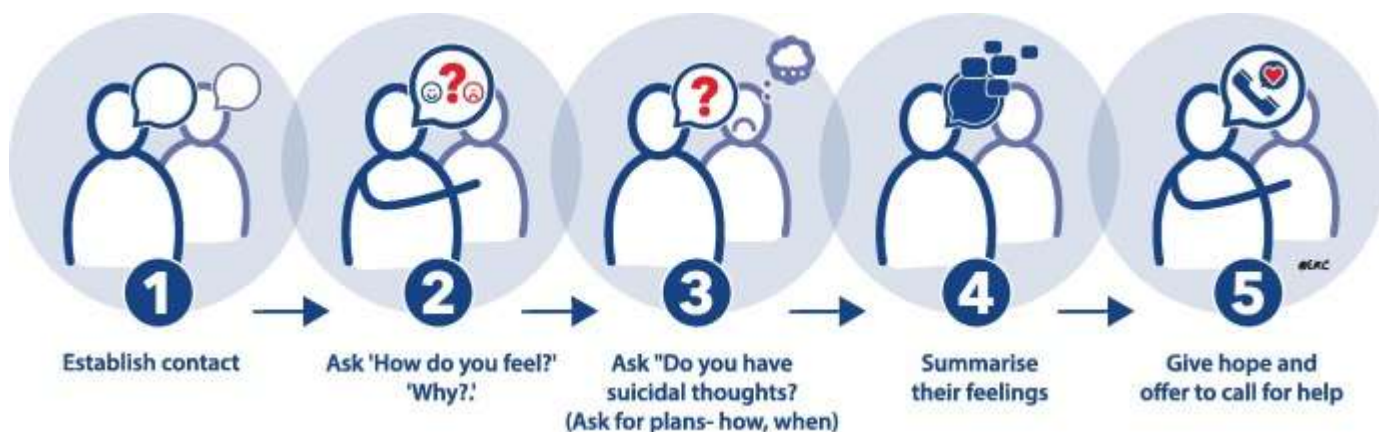 ?
?
1
2
3
4
5
©ERC
Establish contact
Ask 'How do you feel?'
'Why?.'
Ask "Do you have
suicidal thoughts?
(Ask for plans- how, when)
Summarise
their feelings
Give hope and
offer to call for help